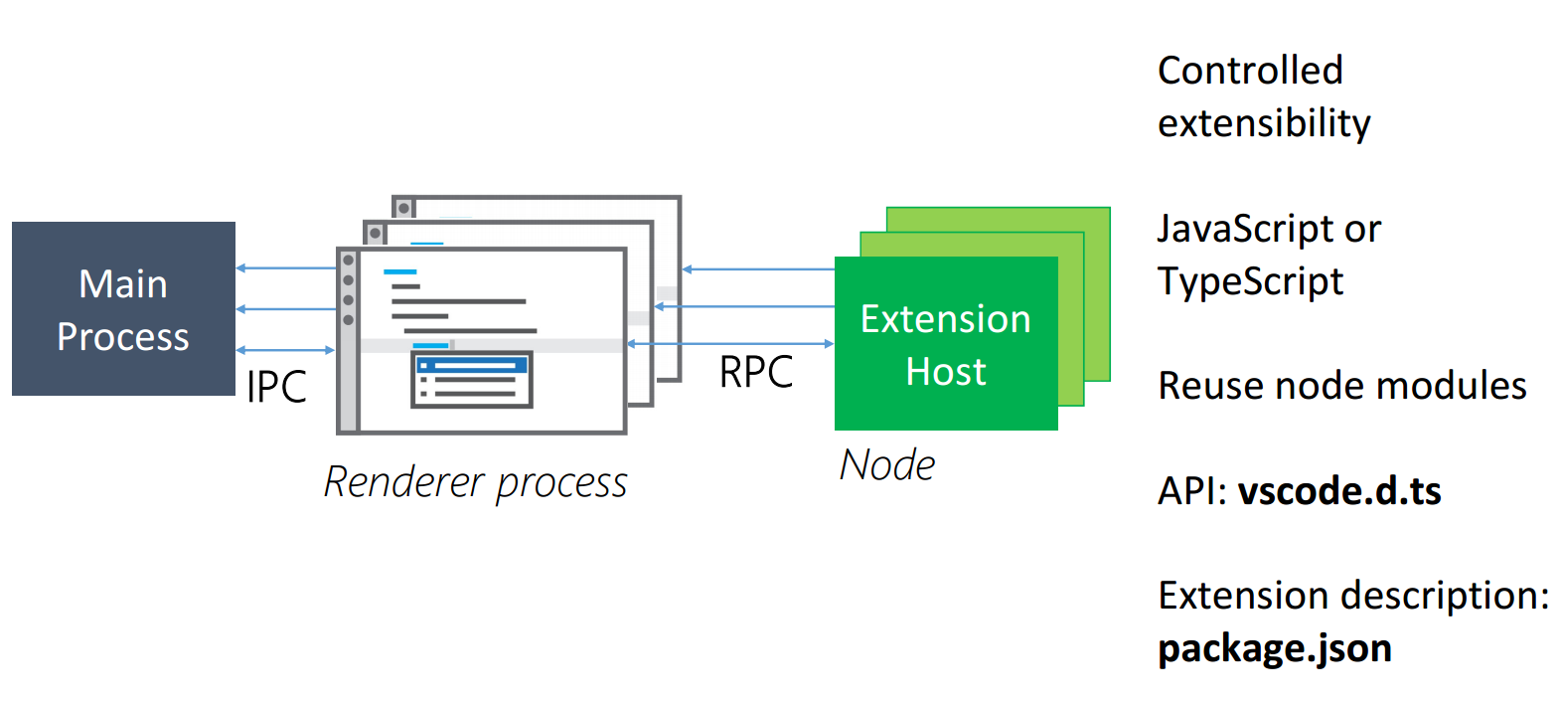 Main
Process
IPC
Renderer process
RPC
Extension
Host
Node
Controlled
extensibility
JavaScript or
TypeScript
Reuse node modules
API: vscode.d.ts
Extension description:
package.json